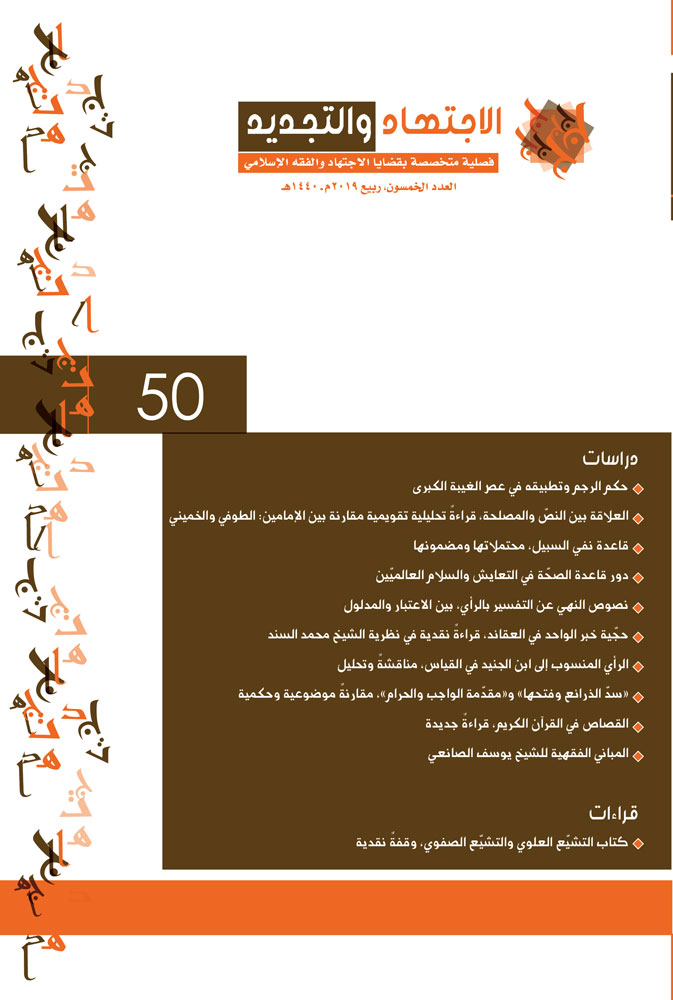 الاجتهاد والتجديد
فصلية متخصصة بقضايا الاجتهاد والفقه الإسلامي
العدد الخمسون، ربيع ٢٠١٩م ـ ١٤٤٠هـ
50
دراسات
حكم الرجم وتطبيقه في عصر الغيبة الكبرى
العلاقة بين النصّ والمصلحة، قراءةٌ تحليلية تقويمية مقارنة بين الإمامين: الطوفي والخميني
قاعدة نفي السبيل، محتملاتها ومضمونها
دور قاعدة الصحّة في التعايش والسلام العالميّين
نصوص النهي عن التفسير بالرأي، بين الاعتبار والمدلول
حجّية خبر الواحد في العقائد، قراءةٌ نقدية في نظرية الشيخ محمد السند
الرأي المنسوب إلى ابن الجنيد في القياس، مناقشةٌ وتحليل
«سدّ الذرائع وفتحها» و«مقدّمة الواجب والحرام»، مقارنةٌ موضوعية وحكمية
القصاص في القرآن الكريم، قراءةٌ جديدة
المباني الفقهية للشيخ يوسف الصانعي
قراءات
كتاب التشيّع العلوي والتشيّع الصفوي، وقفةٌ نقدية